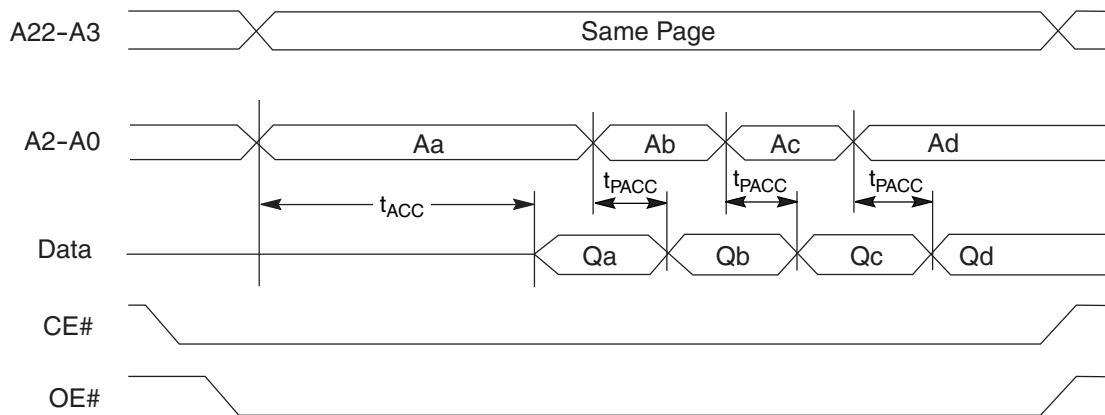 A22-A3 Same Page
A2-A0 Aa Ab Ac Ad
tACC tPACC tPACC tPACC
Data Qa Qb Qc Qd
CE#
OE#